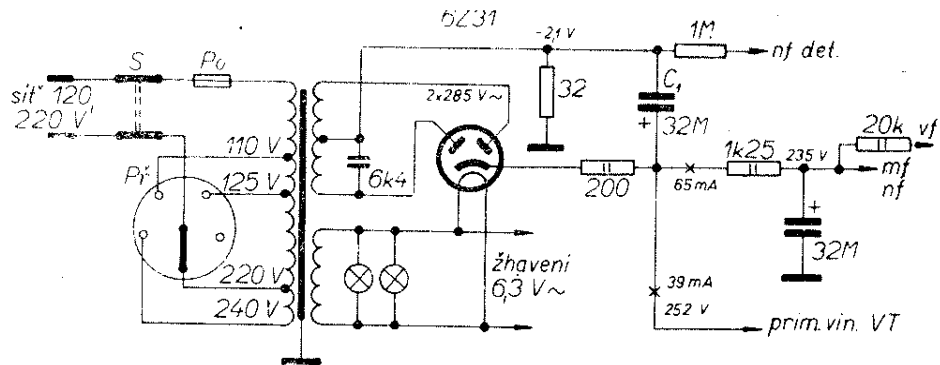 6Z31
-2,1 V
1M
nf det.
S
Po
síť 120,
220 V
2x285 V~
32
C₁
+
32M
20k
vf
110 V
6k4
200
1k25
235 V
65 mA
mf
nf
Př
125 V
+
32M
220 V
žhavení
6,3 V~
39 mA
252 V
240 V
prim. vin. VT